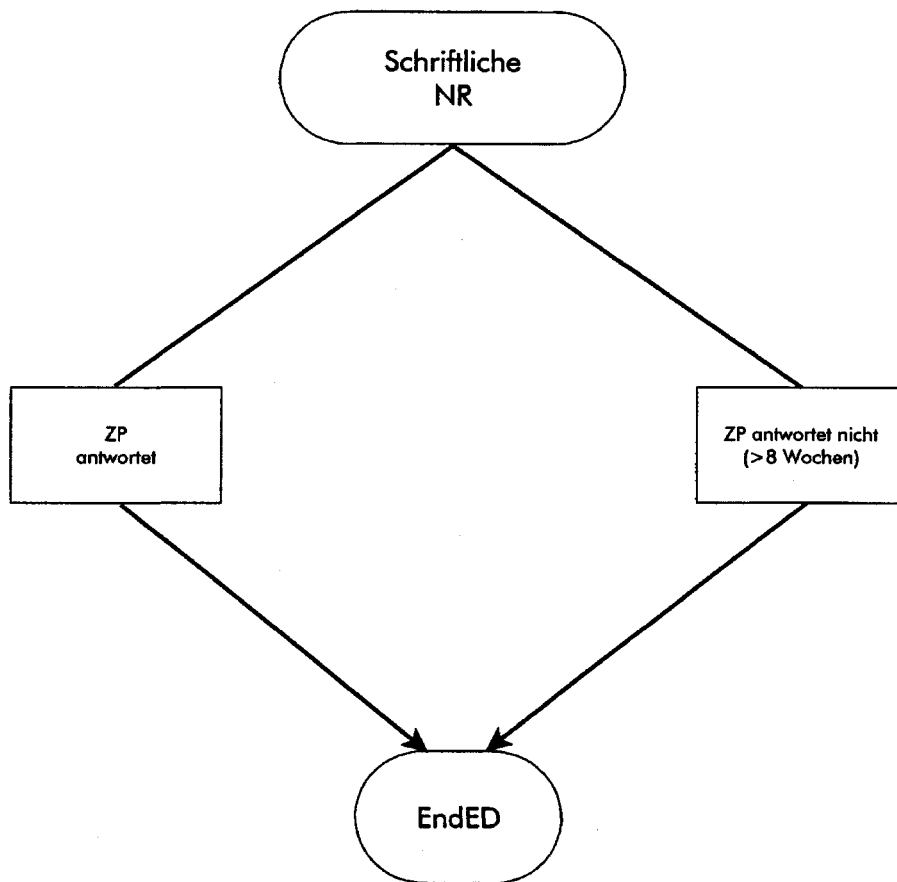 Schriftliche
NR
ZP
antwortet
ZP antwortet nicht
(>8 Wochen)
EndED